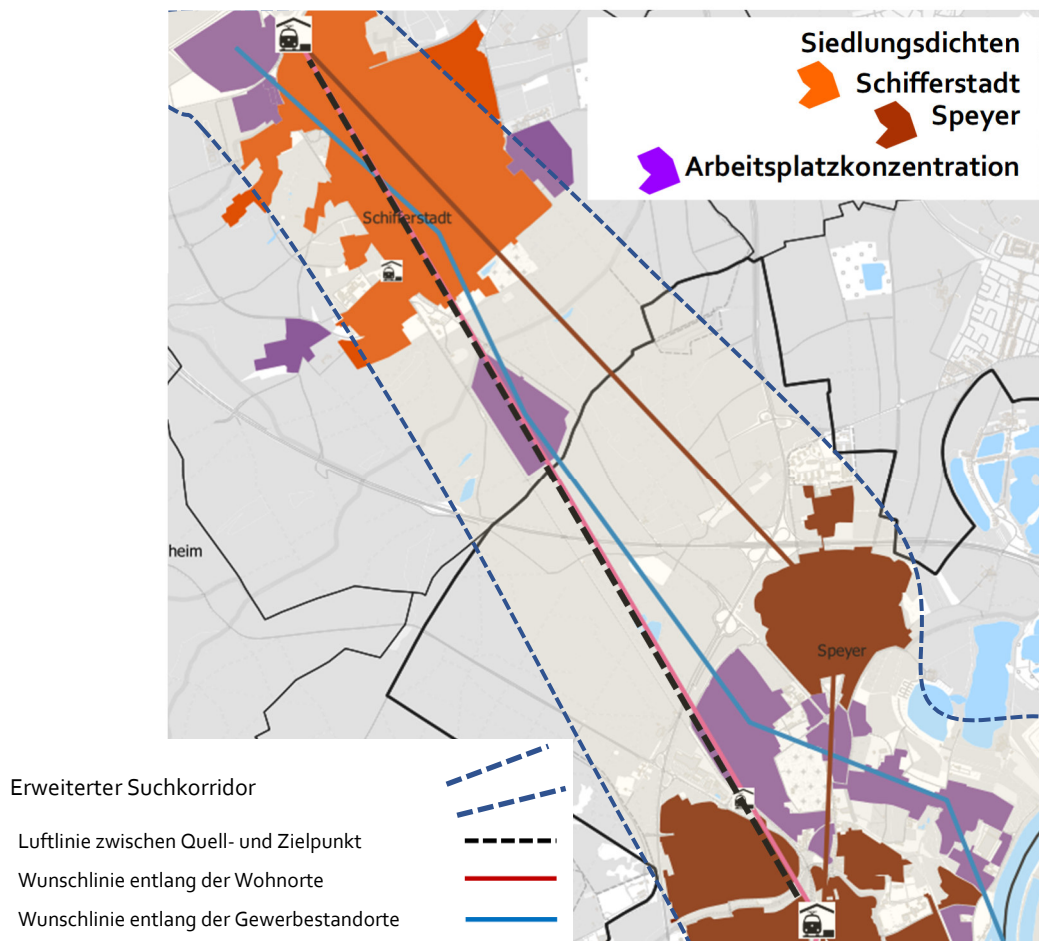 Siedlungsdichten
Schifferstadt
Speyer
Arbeitsplatzkonzentration
Schifferstadt
heim
Speyer
Erweiterter Suchkorridor
Luftlinie zwischen Quell- und Zielpunkt
Wunschlinie entlang der Wohnorte
Wunschlinie entlang der Gewerbestandorte